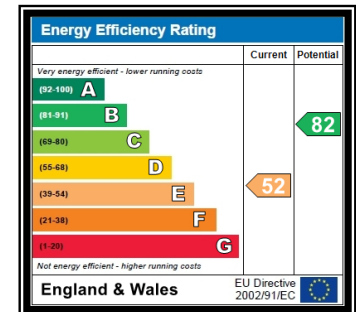 Energy Efficiency Rating
Current Potential
Very energy efficient - lower running costs
(92-100) A
(81-91) B
82
(69-80) C
(55-68) D
(39-54) E
52
(21-38) F
(1-20) G
Not energy efficient - higher running costs
England & Wales
EU Directive
2002/91/EC